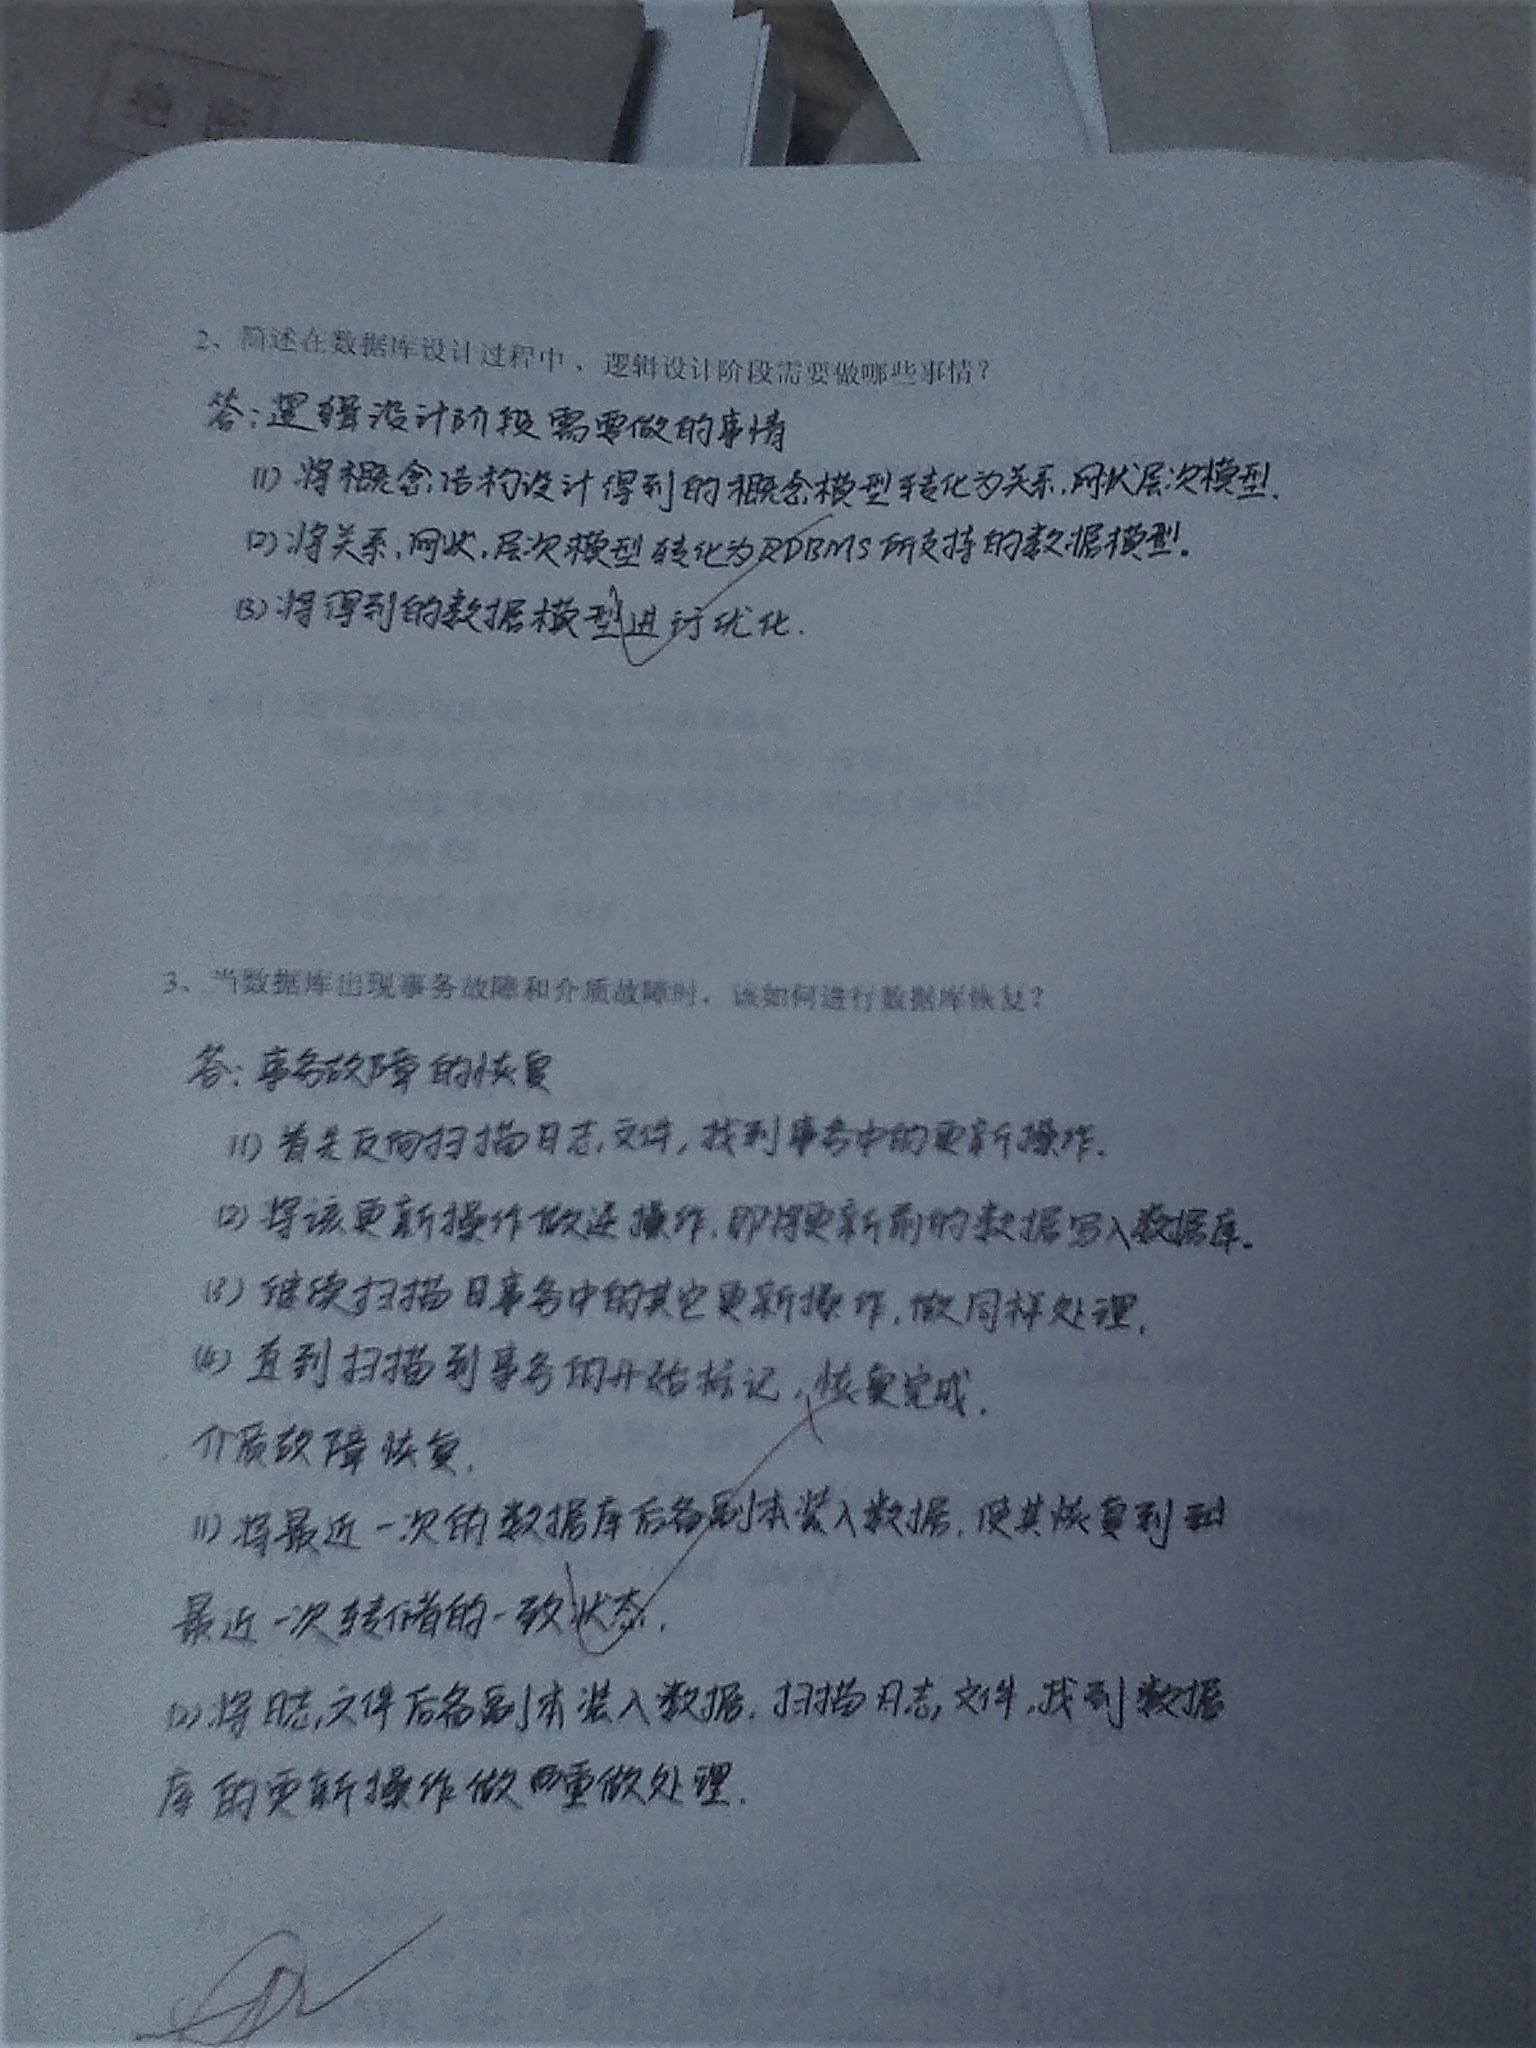 2、简述在数据库设计过程中，逻辑设计阶段需要做哪些事情？
答：逻辑设计阶段需要做的事情
(1) 将概念结构设计得到的概念模型转化为关系.网状层次模型.
(2) 将关系.网状.层次模型转化为RDBMS所支持的数据模型.
(3) 将得到的数据模型进行优化.
3、当数据库出现事务故障和介质故障时，该如何进行数据库恢复？
答：事务故障的恢复
(1) 首先反向扫描日志文件，找到事务中的更新操作.
(2) 将该更新操作做逆操作，即将更新前的数据写入数据库.
(3) 继续扫描日事务中的其它更新操作，做同样处理.
(4) 直到扫描到事务的开始标记，恢复完成.
介质故障恢复.
(1) 将最近一次的数据库后备副本装入数据，使其恢复到
最近一次转储的一致状态.
(2) 将日志文件后备副本装入数据.扫描日志文件.找到数据
库的更新操作做重做处理.